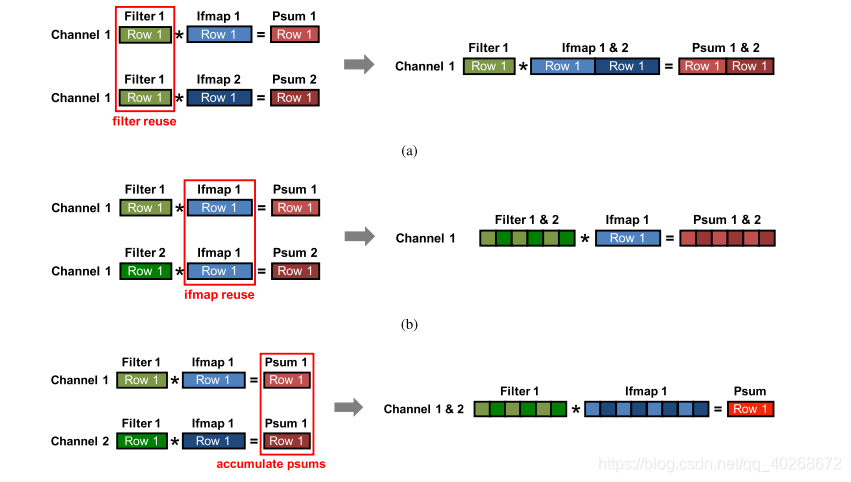 Filter 1 Ifmap 1 Psum 1
Channel 1 Row 1 * Row 1 = Row 1
Filter 1 Ifmap 2 Psum 2
Channel 1 Row 1 * Row 1 = Row 1
filter reuse
Filter 1 Ifmap 1 & 2 Psum 1 & 2
Channel 1 Row 1 * Row 1 Row 1 = Row 1 Row 1
(a)
Filter 1 Ifmap 1 Psum 1
Channel 1 Row 1 * Row 1 = Row 1
Filter 2 Ifmap 1 Psum 2
Channel 1 Row 1 * Row 1 = Row 1
ifmap reuse
Filter 1 & 2 Ifmap 1 Psum 1 & 2
Channel 1 * Row 1 =
(b)
Filter 1 Ifmap 1 Psum 1
Channel 1 Row 1 * Row 1 = Row 1
Filter 1 Ifmap 1 Psum 1
Channel 2 Row 1 * Row 1 = Row 1
accumulate psums
Filter 1 Ifmap 1 Psum
Channel 1 & 2 * = Row 1
https://blog.csdn.net/qq_40268672